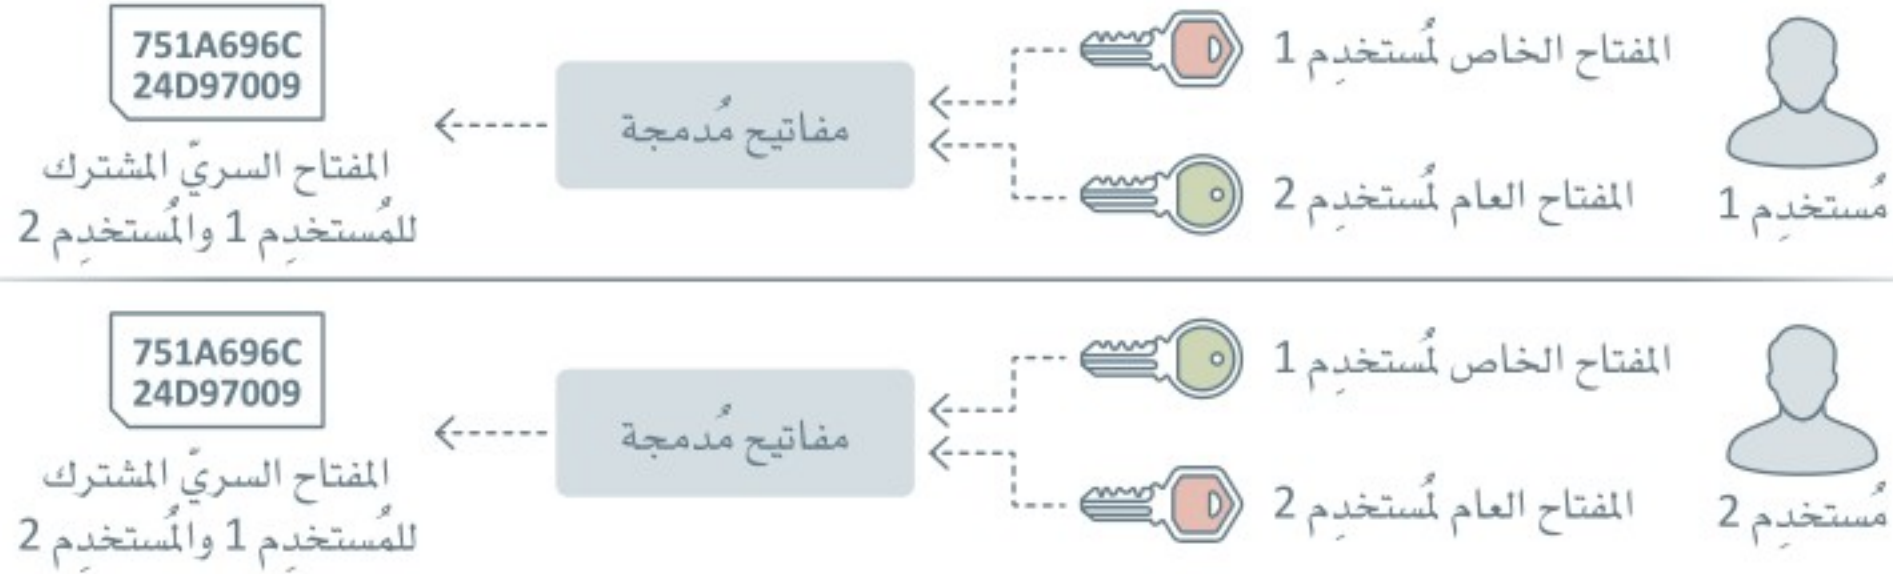 مُستخدِم 1
المفتاح الخاص لمُستخدِم 1
المفتاح العام لمُستخدِم 2
مفاتيح مُدمجة
751A696C
24D97009
المفتاح السريّ المشترك
للمُستخدِم 1 والمُستخدِم 2
مُستخدِم 2
المفتاح الخاص لمُستخدِم 1
المفتاح العام لمُستخدِم 2
مفاتيح مُدمجة
751A696C
24D97009
المفتاح السريّ المشترك
للمُستخدِم 1 والمُستخدِم 2